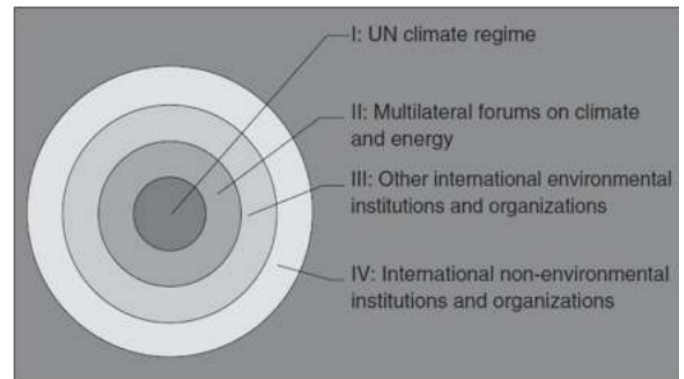 I: UN climate regime
II: Multilateral forums on climate
and energy
III: Other international environmental
institutions and organizations
IV: International non-environmental
institutions and organizations